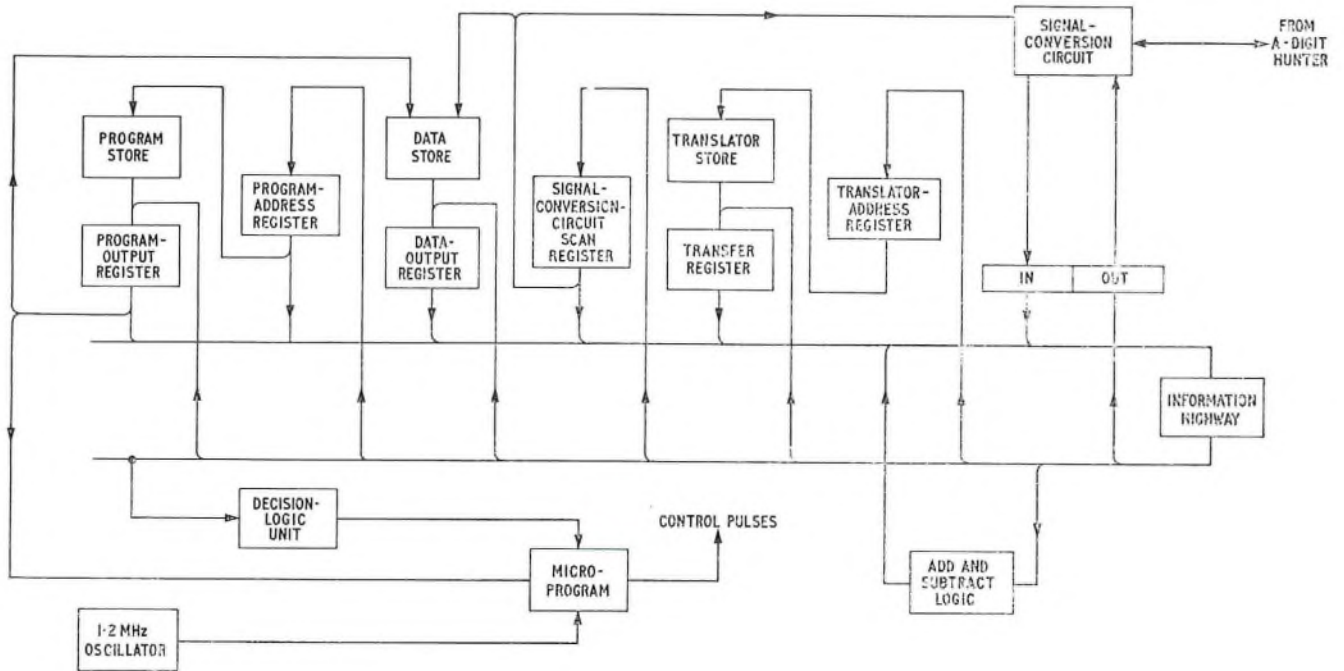 SIGNAL-
CONVERSION
CIRCUIT
FROM
A-DIGIT
HUNTER
PROGRAM
STORE
DATA
STORE
TRANSLATOR
STORE
PROGRAM-
ADDRESS
REGISTER
SIGNAL-
CONVERSION-
CIRCUIT
SCAN
REGISTER
TRANSLATOR-
ADDRESS
REGISTER
PROGRAM-
OUTPUT
REGISTER
DATA-
OUTPUT
REGISTER
TRANSFER
REGISTER
IN
OUT
INFORMATION
HIGHWAY
DECISION-
LOGIC
UNIT
CONTROL PULSES
MICRO-
PROGRAM
ADD AND
SUBTRACT
LOGIC
1·2 MHz
OSCILLATOR